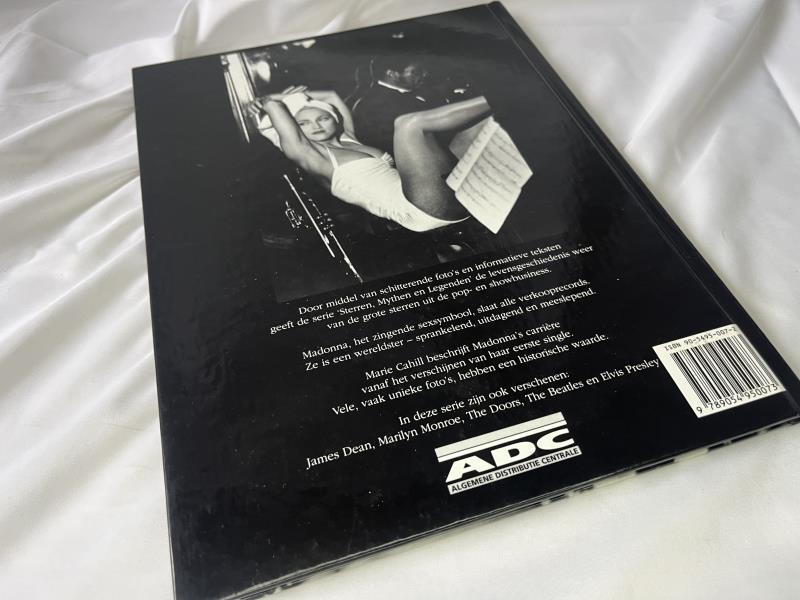 Door middel van schitterende foto's en informatieve teksten
geeft de serie 'Sterren, Mythen en Legenden' de levensgeschiedenis weer
van de grote sterren uit de pop- en showbusiness.
Madonna, het zingende sexsymbool, slaat alle verkooprecords.
Ze is een wereldster – sprankelend, uitdagend en meeslepend.
Marie Cahill beschrijft Madonna's carrière
vanaf het verschijnen van haar eerste single.
Vele, vaak unieke foto's, hebben een historische waarde.
In deze serie zijn ook verschenen:
James Dean, Marilyn Monroe, The Doors, The Beatles en Elvis Presley
ISBN 90-5495-007-2
9 789054 950073
ADC
ALGEMENE DISTRIBUTIE CENTRALE